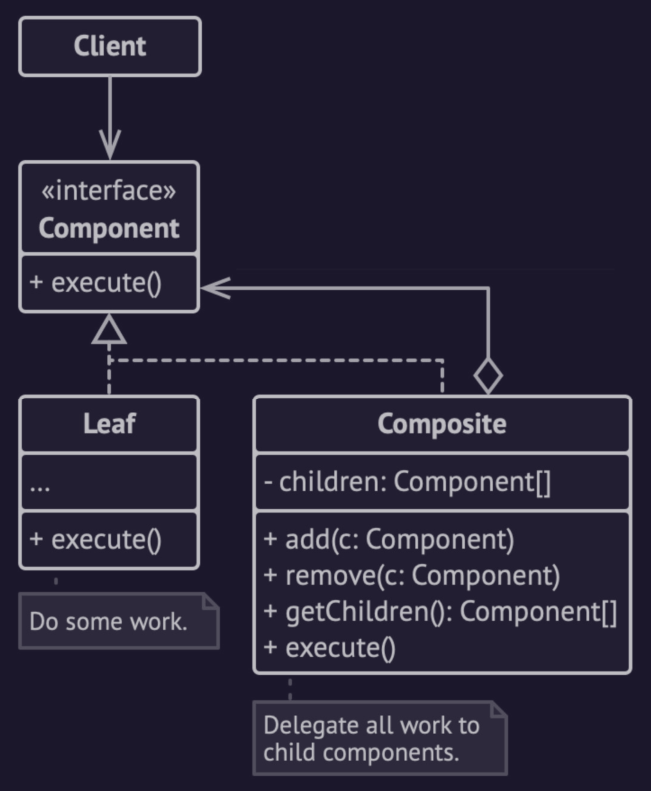 Client
«interface»
Component
+ execute()
Leaf
...
+ execute()
Do some work.
Composite
- children: Component[]
+ add(c: Component)
+ remove(c: Component)
+ getChildren(): Component[]
+ execute()
Delegate all work to
child components.